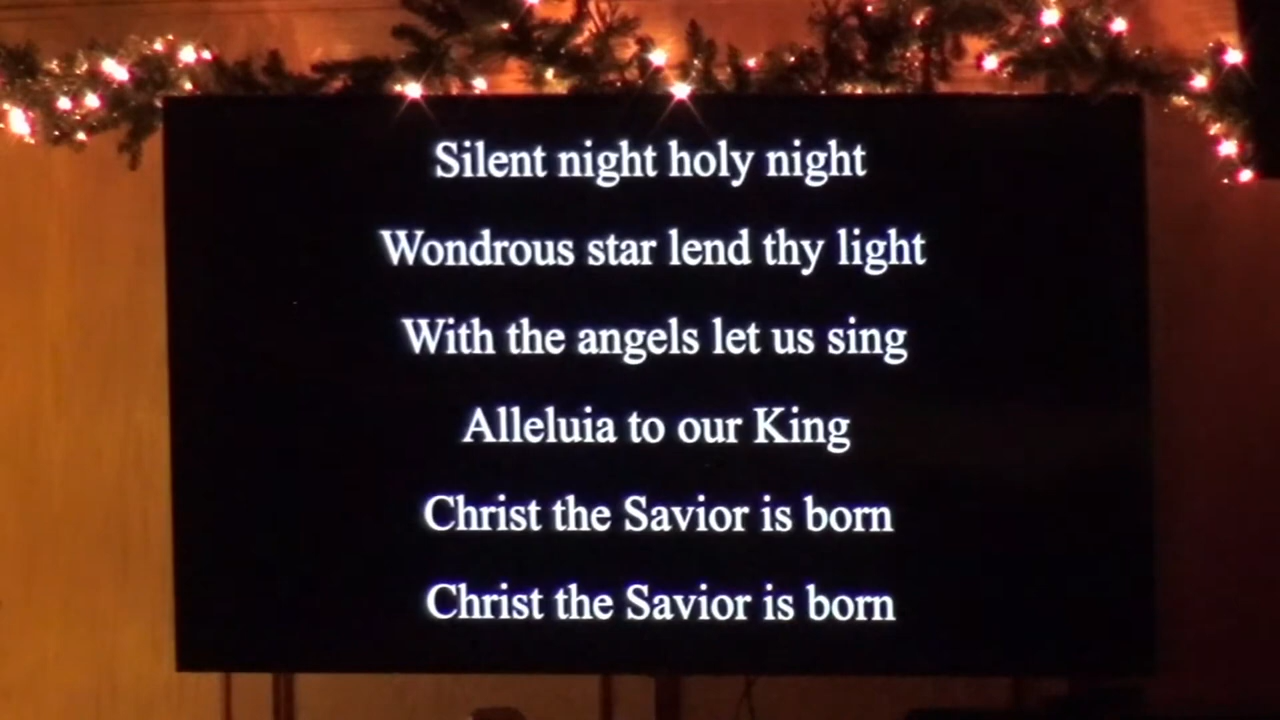 Silent night holy night
Wondrous star lend thy light
With the angels let us sing
Alleluia to our King
Christ the Savior is born
Christ the Savior is born